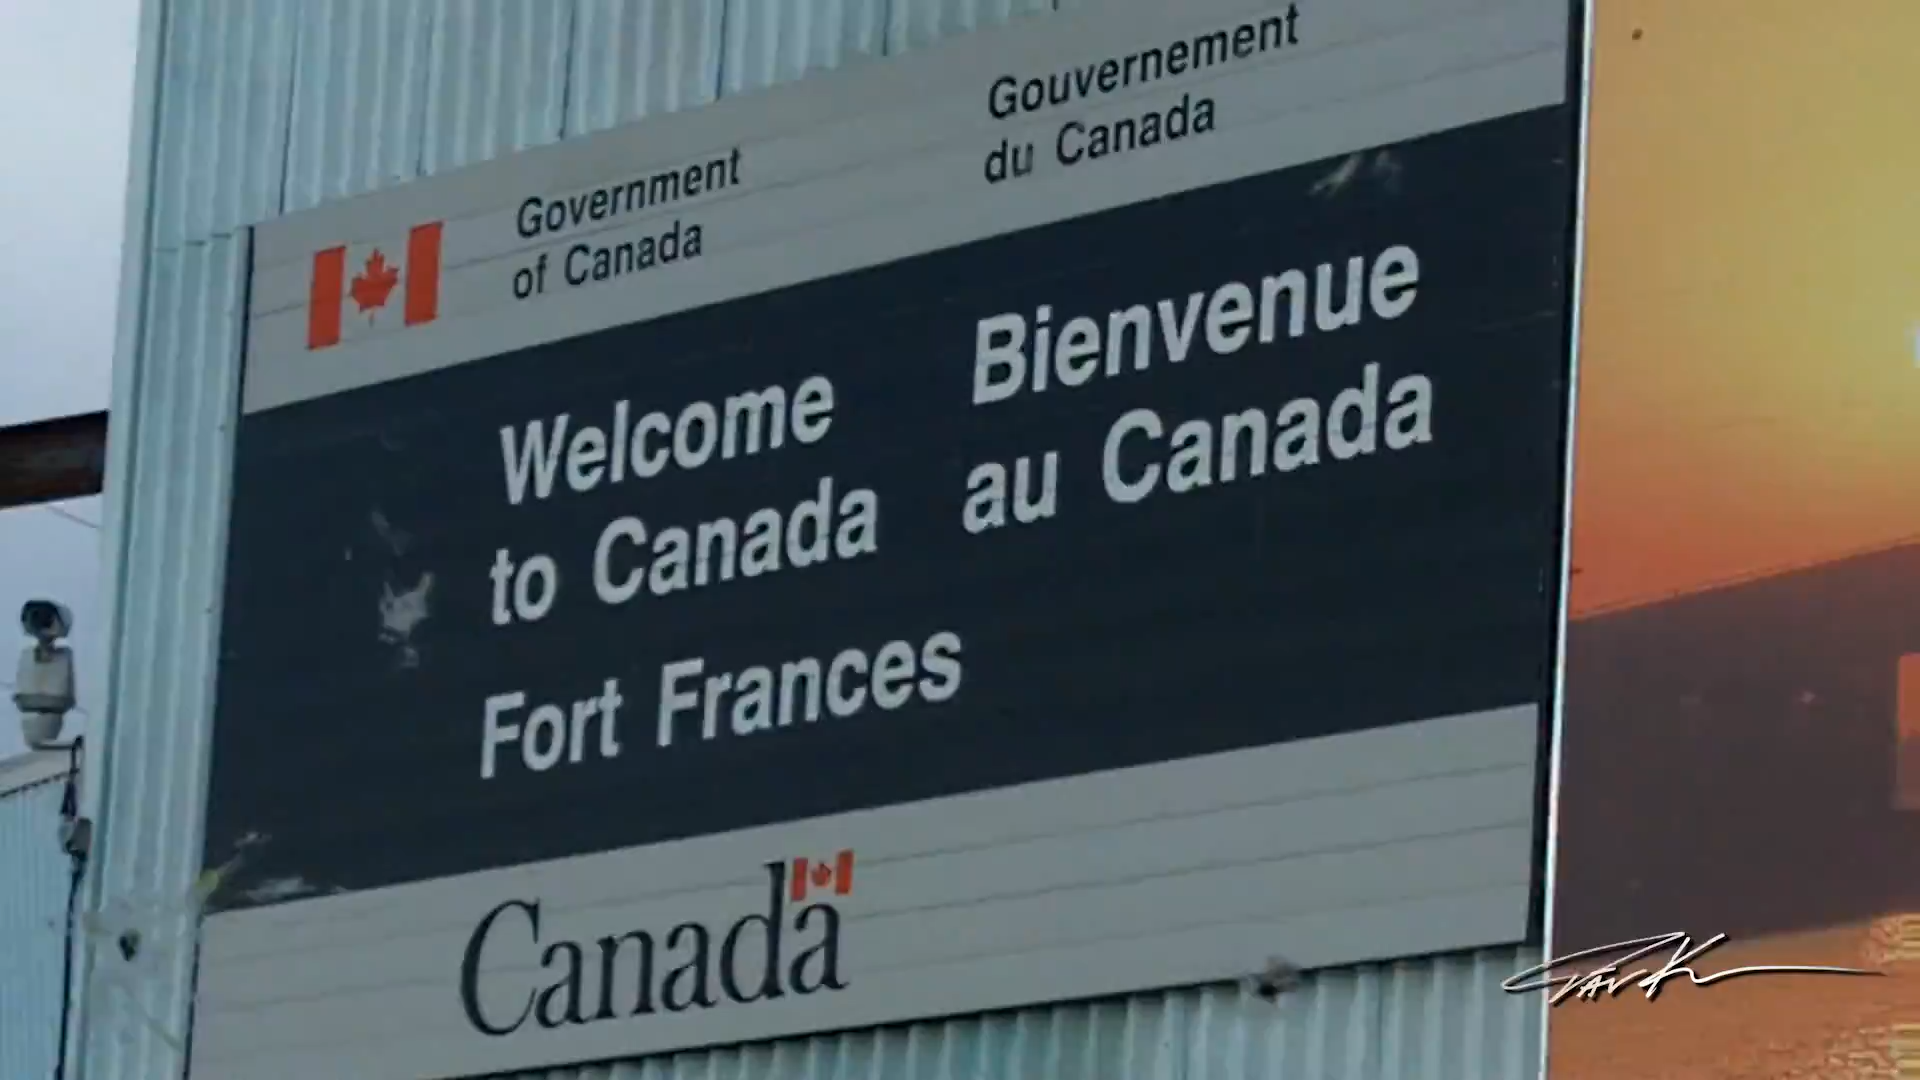 Government
of Canada
Gouvernement
du Canada
Welcome
to Canada
Bienvenue
au Canada
Fort Frances
Canada